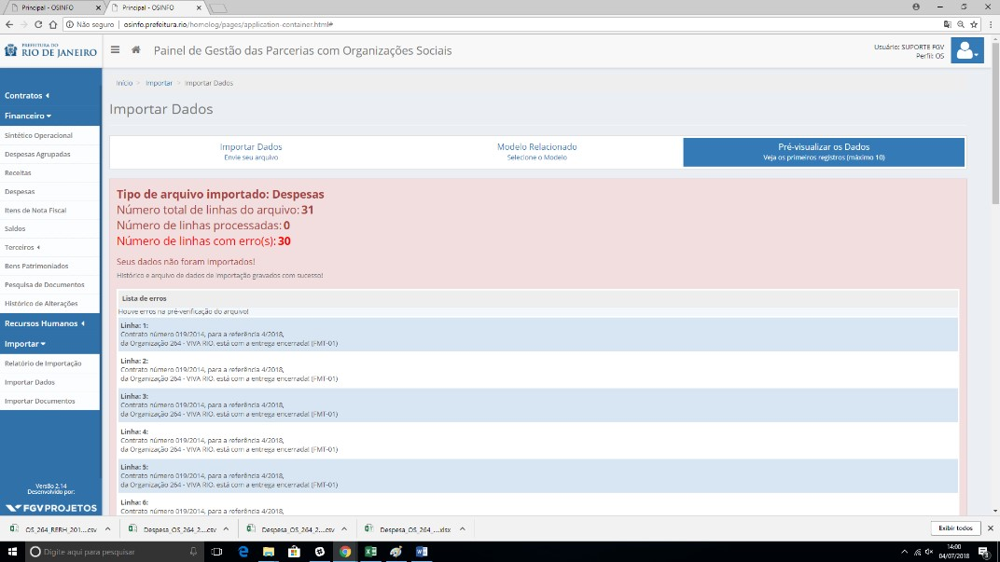 Principal - OSINFO
Principal - OSINFO
Não seguro | osinfo.prefeitura.rio/homolog/pages/application-container.html#
PREFEITURA DO
RIO DE JANEIRO
Painel de Gestão das Parcerias com Organizações Sociais
Usuário: SUPORTE FGV
Perfil: OS
Contratos
Financeiro
Sintético Operacional
Despesas Agrupadas
Receitas
Despesas
Itens de Nota Fiscal
Saldos
Terceiros
Bens Patrimoniados
Pesquisa de Documentos
Histórico de Alterações
Recursos Humanos
Importar
Relatório de Importação
Importar Dados
Importar Documentos
Versão 2.14
Desenvolvido por:
FGV PROJETOS
Início > Importar > Importar Dados
Importar Dados
Importar Dados
Envie seu arquivo
Modelo Relacionado
Selecione o Modelo
Pré-visualizar os Dados
Veja os primeiros registros (máximo 10)
Tipo de arquivo importado: Despesas
Número total de linhas do arquivo: 31
Número de linhas processadas: 0
Número de linhas com erro(s): 30
Seus dados não foram importados!
Histórico e arquivo de dados de importação gravados com sucesso!
Lista de erros
Houve erros na pré-verificação do arquivo!
Linha: 1:
Contrato número 019/2014, para a referência 4/2018,
da Organização 264 - VIVA RIO, está com a entrega encerrada! (FMT-01)
Linha: 2:
Contrato número 019/2014, para a referência 4/2018,
da Organização 264 - VIVA RIO, está com a entrega encerrada! (FMT-01)
Linha: 3:
Contrato número 019/2014, para a referência 4/2018,
da Organização 264 - VIVA RIO, está com a entrega encerrada! (FMT-01)
Linha: 4:
Contrato número 019/2014, para a referência 4/2018,
da Organização 264 - VIVA RIO, está com a entrega encerrada! (FMT-01)
Linha: 5:
Contrato número 019/2014, para a referência 4/2018,
da Organização 264 - VIVA RIO, está com a entrega encerrada! (FMT-01)
Linha: 6:
Contrato número 019/2014, para a referência 4/2018,
OS_264_RERH_201....csv
Despesa_OS_264_2....csv
Despesa_OS_264_2....csv
Despesa_OS_264_....xlsx
Exibir todos
Digite aqui para pesquisar
14:00
04/07/2018